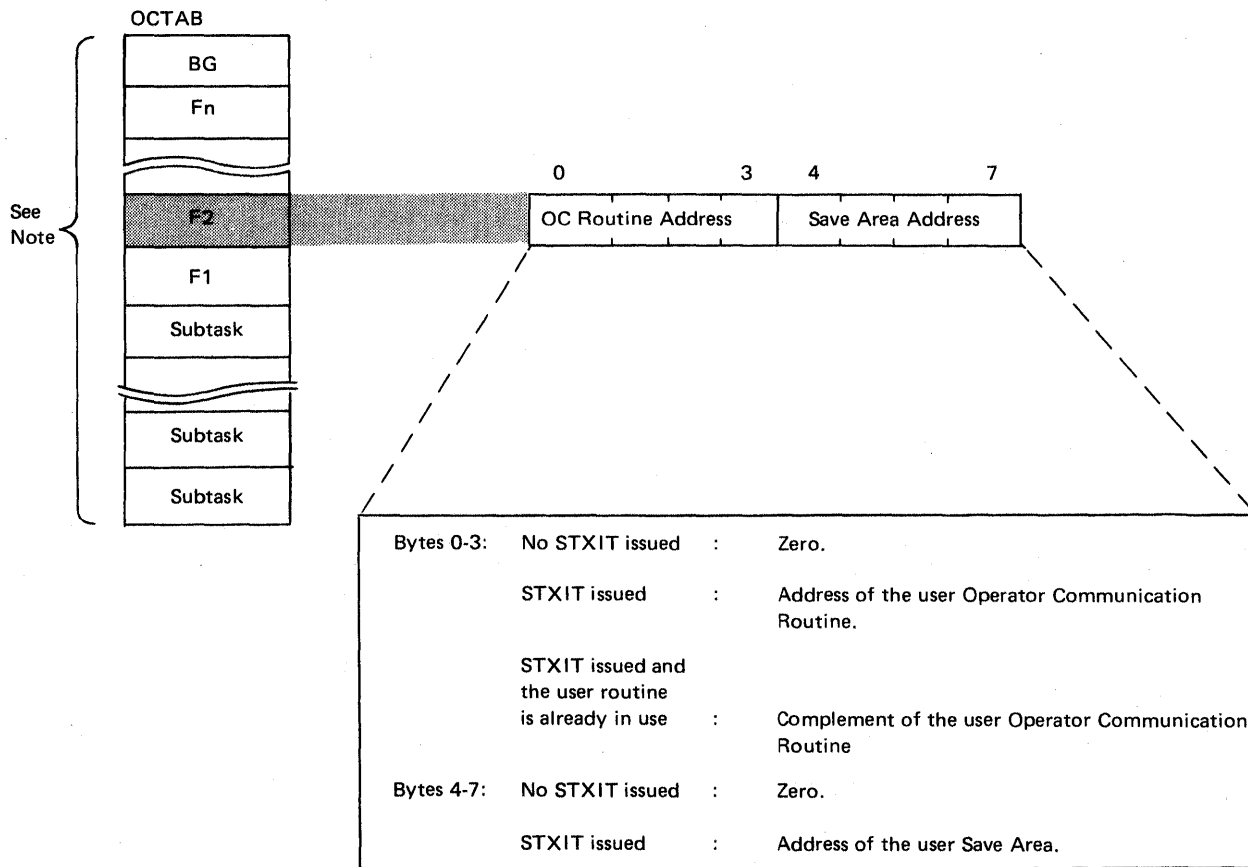 OCTAB
BG
Fn
See
Note
F2
F1
Subtask
Subtask
Subtask
0 3 4 7
OC Routine Address Save Area Address
Bytes 0-3: No STXIT issued : Zero.
STXIT issued : Address of the user Operator Communication
Routine.
STXIT issued and
the user routine
is already in use : Complement of the user Operator Communication
Routine
Bytes 4-7: No STXIT issued : Zero.
STXIT issued : Address of the user Save Area.